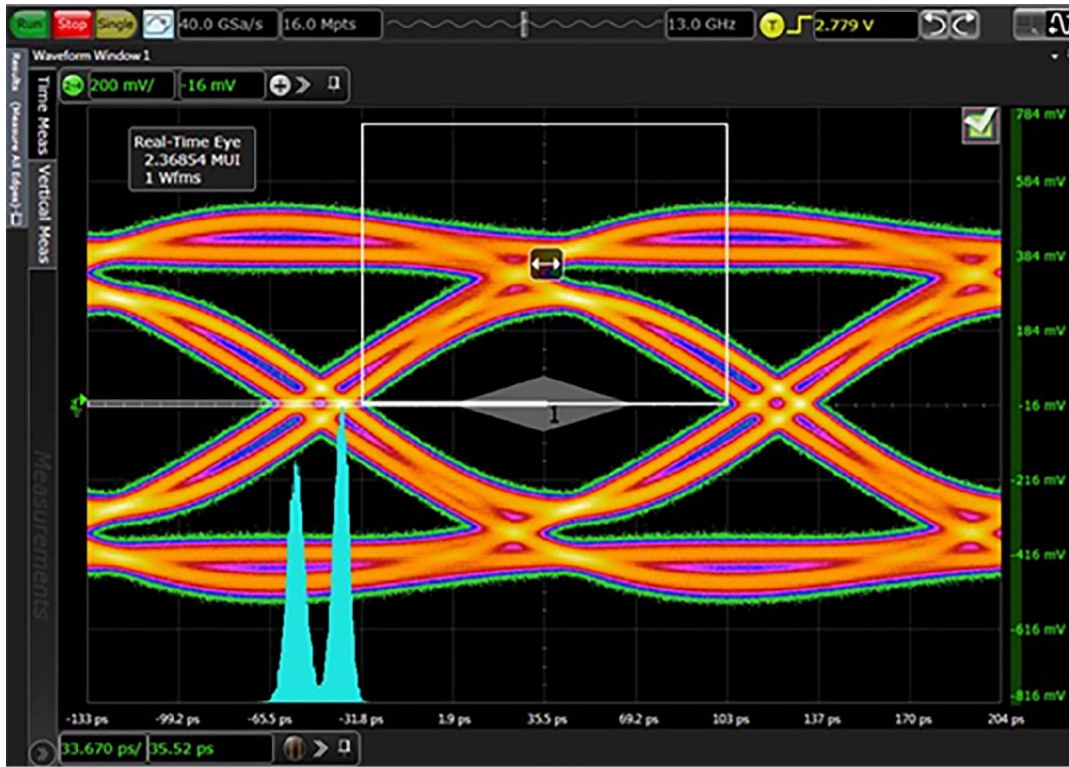 Run Stop Single 40.0 GSa/s 16.0 Mpts 13.0 GHz T 2.779 V
Waveform Window 1
200 mV/ -16 mV
Results (Measure All Edges)
Time Meas
Vertical Meas
Measurements
Real-Time Eye
2.36854 MUI
1 Wfms
784 mV
584 mV
384 mV
184 mV
-16 mV
-216 mV
-416 mV
-616 mV
-816 mV
1
-133 ps -99.2 ps -65.5 ps -31.8 ps 1.9 ps 35.5 ps 69.2 ps 103 ps 137 ps 170 ps 204 ps
33.670 ps/ 35.52 ps